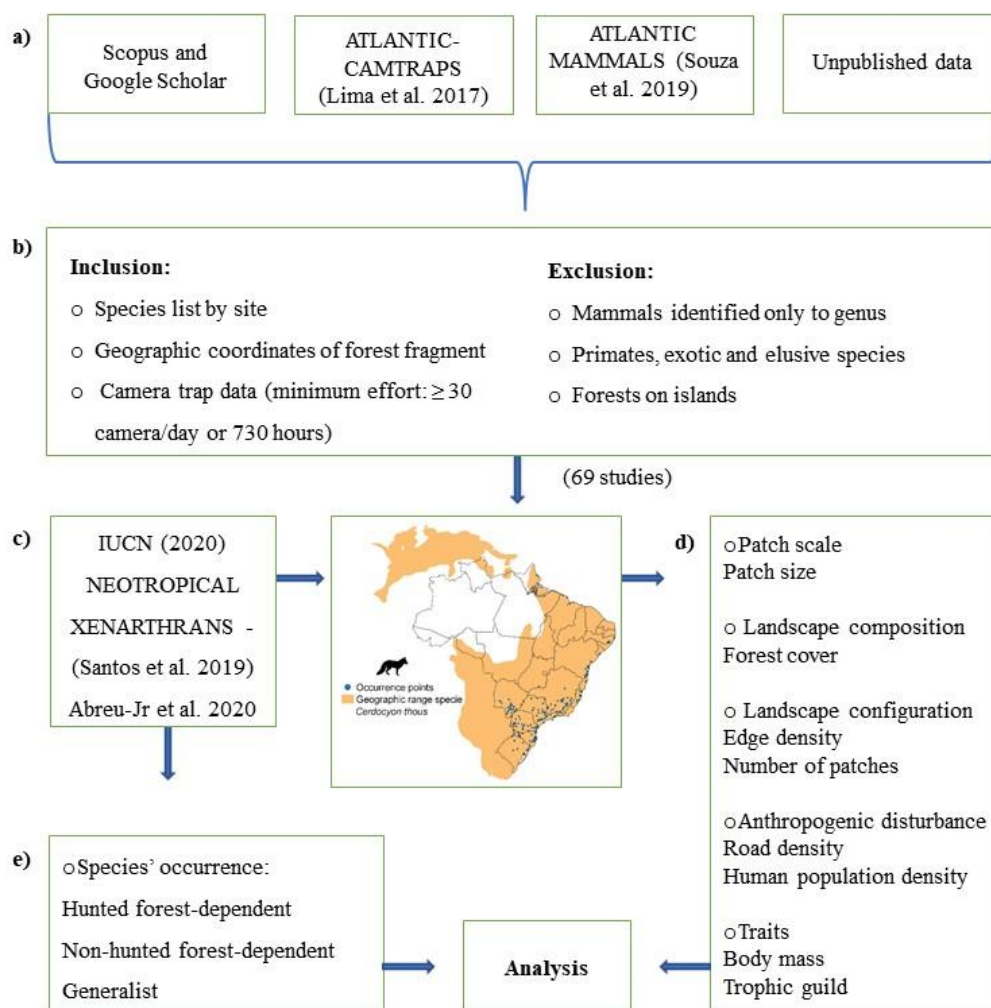 a)
Scopus and
Google Scholar
ATLANTIC-
CAMTRAPS
(Lima et al. 2017)
ATLANTIC
MAMMALS (Souza
et al. 2019)
Unpublished data
b)
Inclusion:
○ Species list by site
○ Geographic coordinates of forest fragment
○ Camera trap data (minimum effort: ≥ 30
camera/day or 730 hours)
Exclusion:
○ Mammals identified only to genus
○ Primates, exotic and elusive species
○ Forests on islands
(69 studies)
c)
IUCN (2020)
NEOTROPICAL
XENARTHRANS -
(Santos et al. 2019)
Abreu-Jr et al. 2020
Occurrence points
Geographic range specie
Cerdocyon thous
d)
○Patch scale
Patch size
○ Landscape composition
Forest cover
○ Landscape configuration
Edge density
Number of patches
○Anthropogenic disturbance
Road density
Human population density
○Traits
Body mass
Trophic guild
e)
○Species’ occurrence:
Hunted forest-dependent
Non-hunted forest-dependent
Generalist
Analysis